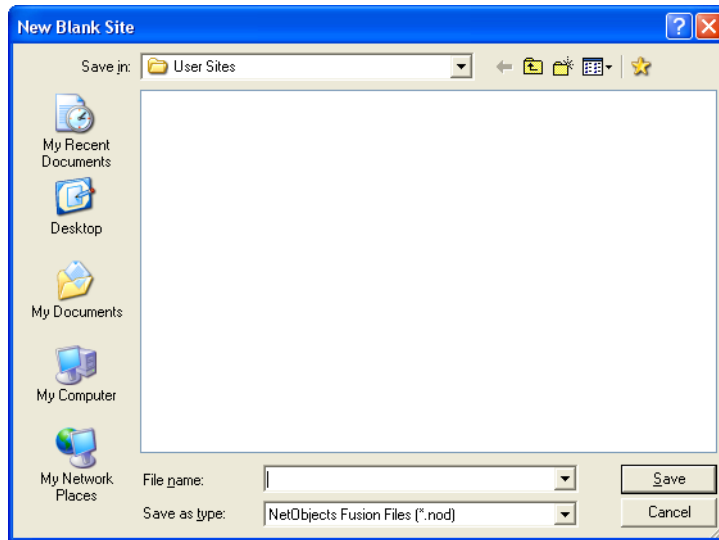 New Blank Site
Save in:
User Sites
My Recent
Documents
Desktop
My Documents
My Computer
My Network
Places
File name:
Save
Save as type:
NetObjects Fusion Files (*.nod)
Cancel